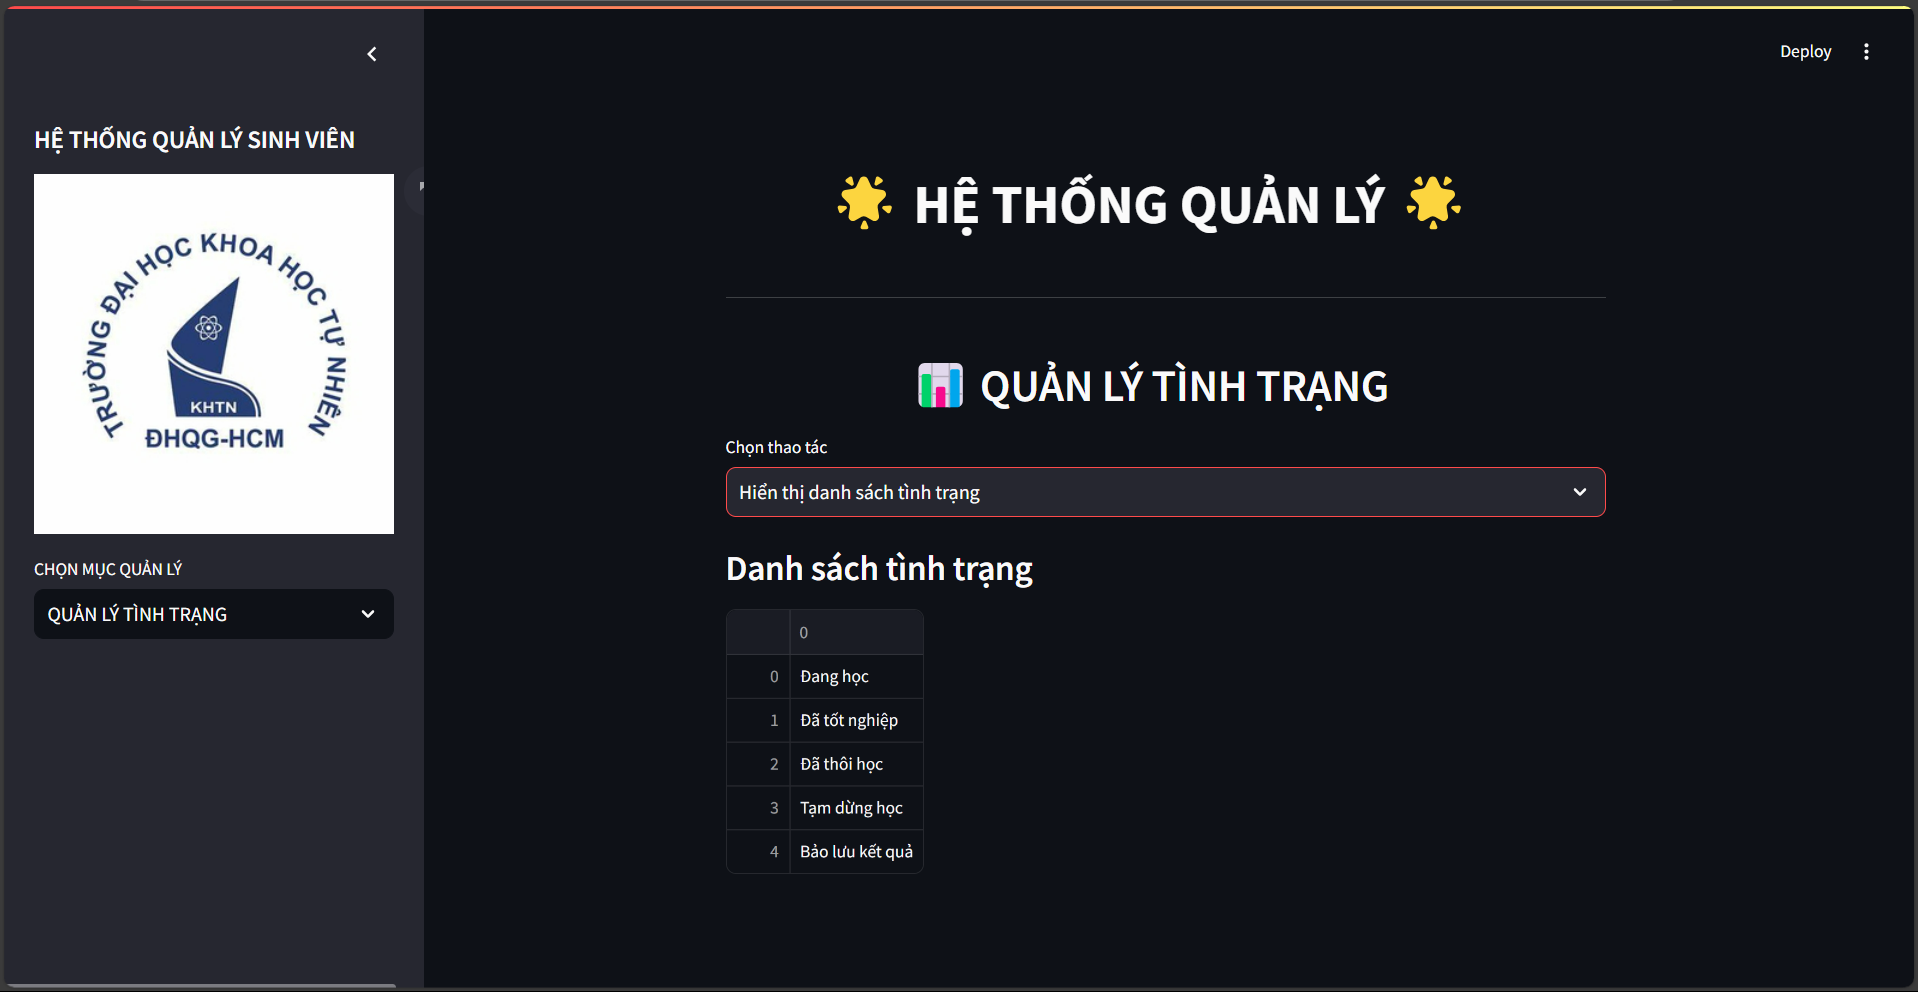 Deploy
HỆ THỐNG QUẢN LÝ SINH VIÊN
TRƯỜNG ĐẠI HỌC KHOA HỌC TỰ NHIÊN
KHTN
ĐHQG-HCM
CHỌN MỤC QUẢN LÝ
QUẢN LÝ TÌNH TRẠNG
🌟 HỆ THỐNG QUẢN LÝ 🌟
📊 QUẢN LÝ TÌNH TRẠNG
Chọn thao tác
Hiển thị danh sách tình trạng
Danh sách tình trạng
0
0 Đang học
1 Đã tốt nghiệp
2 Đã thôi học
3 Tạm dừng học
4 Bảo lưu kết quả